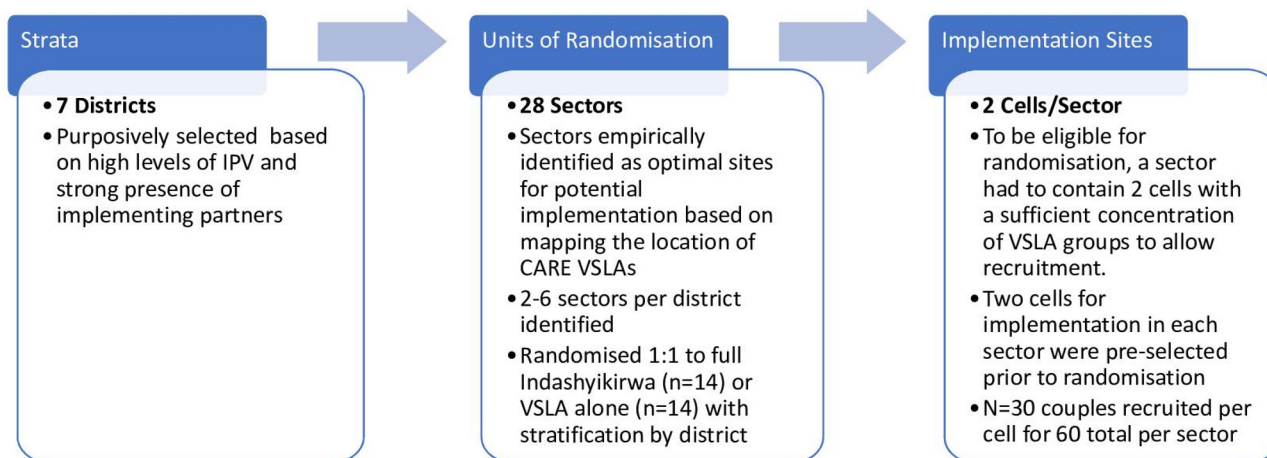 Strata
• 7 Districts
• Purposively selected based
on high levels of IPV and
strong presence of
implementing partners
Units of Randomisation
• 28 Sectors
• Sectors empirically
identified as optimal sites
for potential
implementation based on
mapping the location of
CARE VSLAs
• 2-6 sectors per district
identified
• Randomised 1:1 to full
Indashyikirwa (n=14) or
VSLA alone (n=14) with
stratification by district
Implementation Sites
• 2 Cells/Sector
• To be eligible for
randomisation, a sector
had to contain 2 cells with
a sufficient concentration
of VSLA groups to allow
recruitment.
• Two cells for
implementation in each
sector were pre-selected
prior to randomisation
• N=30 couples recruited per
cell for 60 total per sector